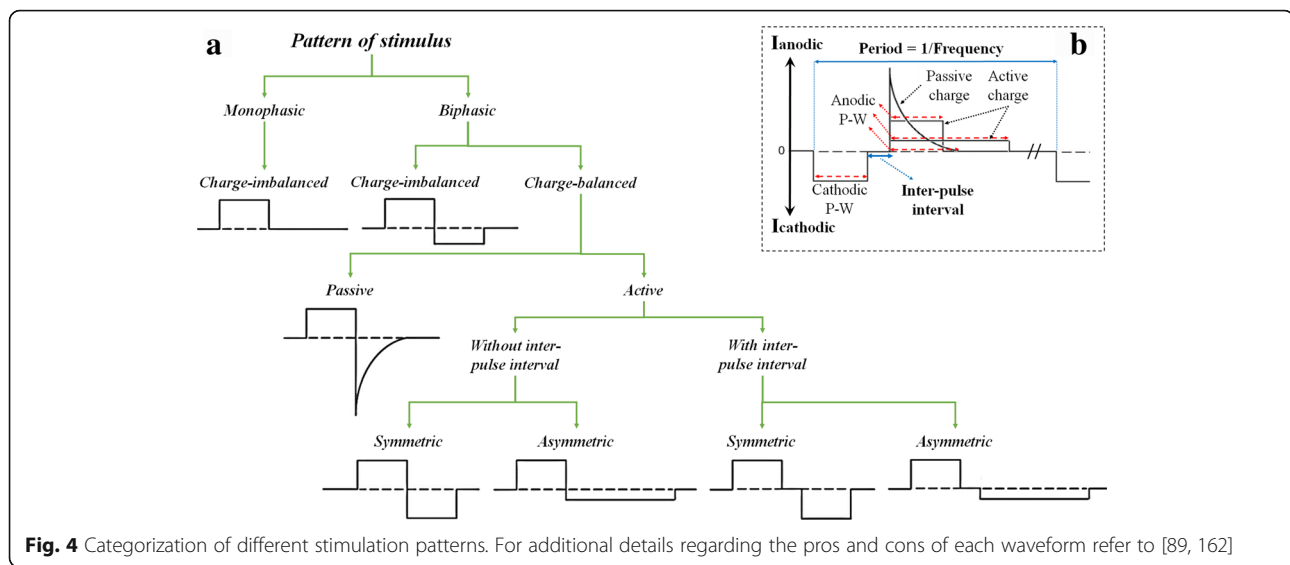 a
Pattern of stimulus
Monophasic
Biphasic
Charge-imbalanced
Charge-imbalanced
Charge-balanced
Passive
Active
Without inter-
pulse interval
With inter-
pulse interval
Symmetric
Asymmetric
Symmetric
Asymmetric
b
Ianodic
Period = 1/Frequency
Passive
charge
Active
charge
Anodic
P-W
0
Cathodic
P-W
Inter-pulse
interval
Icathodic
Fig. 4 Categorization of different stimulation patterns. For additional details regarding the pros and cons of each waveform refer to [89, 162]